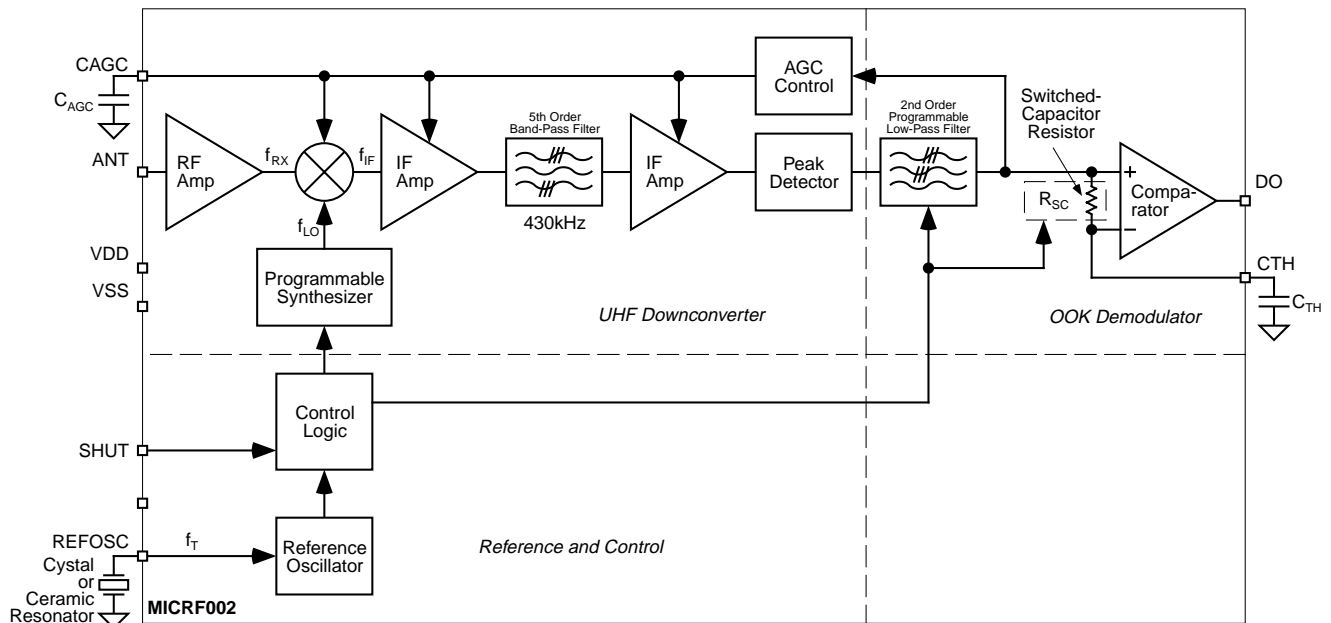 CAGC
C_AGC
AGC
Control
5th Order
Band-Pass Filter
2nd Order
Programmable
Low-Pass Filter
Switched-
Capacitor
Resistor
ANT
RF
Amp
f_RX
f_IF
IF
Amp
430kHz
IF
Amp
Peak
Detector
R_SC
+
−
Compa-
rator
DO
f_LO
VDD
VSS
Programmable
Synthesizer
UHF Downconverter
OOK Demodulator
CTH
C_TH
Control
Logic
SHUT
REFOSC
f_T
Reference
Oscillator
Reference and Control
Cystal
or
Ceramic
Resonator
MICRF002